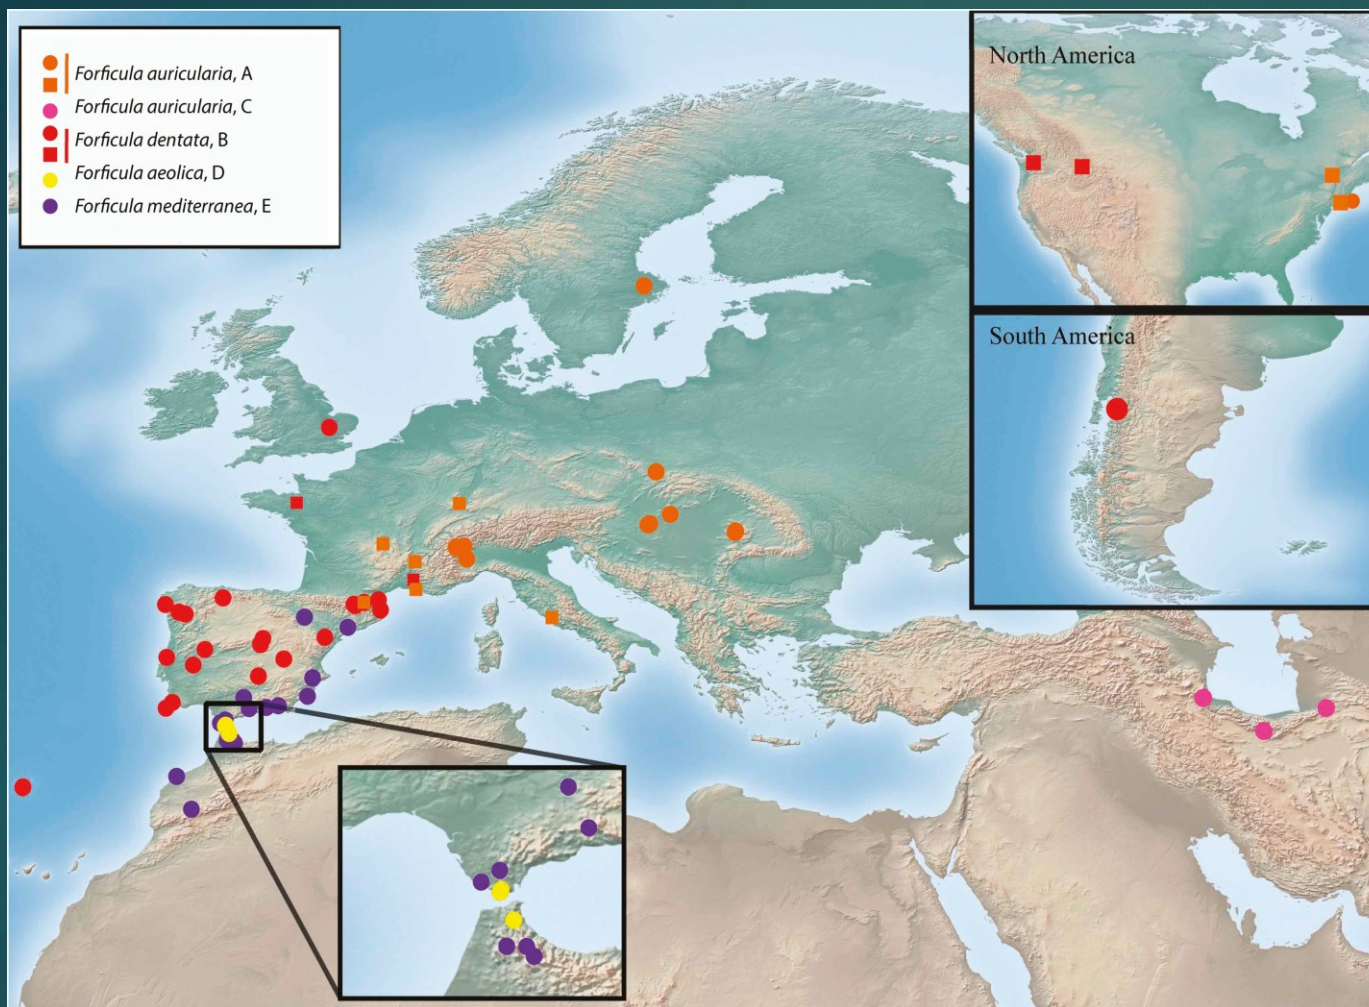 Forficula auricularia, A
Forficula auricularia, C
Forficula dentata, B
Forficula aeolica, D
Forficula mediterranea, E
North America
South America